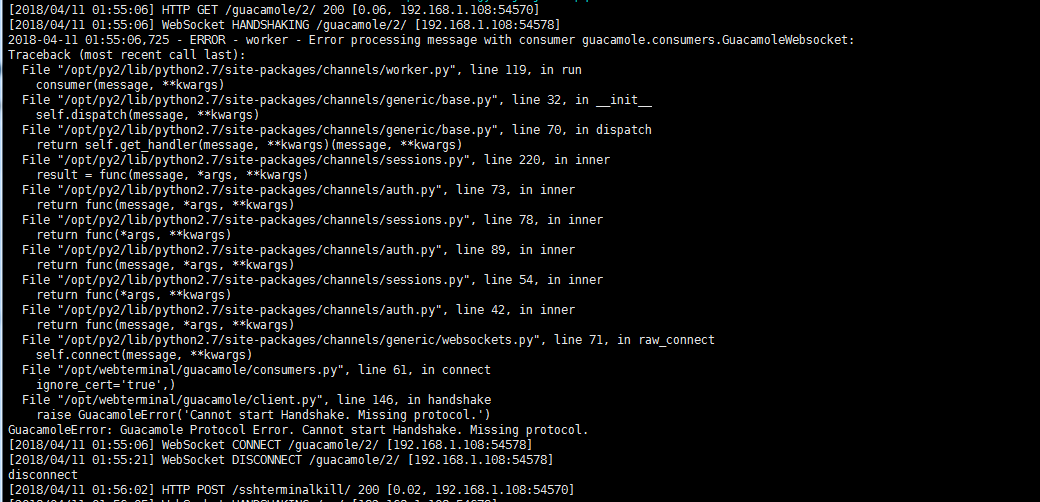 [2018/04/11 01:55:06] HTTP GET /guacamole/2/ 200 [0.06, 192.168.1.108:54570]
[2018/04/11 01:55:06] WebSocket HANDSHAKING /guacamole/2/ [192.168.1.108:54578]
2018-04-11 01:55:06,725 - ERROR - worker - Error processing message with consumer guacamole.consumers.GuacamoleWebsocket:
Traceback (most recent call last):
  File "/opt/py2/lib/python2.7/site-packages/channels/worker.py", line 119, in run
    consumer(message, **kwargs)
  File "/opt/py2/lib/python2.7/site-packages/channels/generic/base.py", line 32, in __init__
    self.dispatch(message, **kwargs)
  File "/opt/py2/lib/python2.7/site-packages/channels/generic/base.py", line 70, in dispatch
    return self.get_handler(message, **kwargs)(message, **kwargs)
  File "/opt/py2/lib/python2.7/site-packages/channels/sessions.py", line 220, in inner
    result = func(message, *args, **kwargs)
  File "/opt/py2/lib/python2.7/site-packages/channels/auth.py", line 73, in inner
    return func(message, *args, **kwargs)
  File "/opt/py2/lib/python2.7/site-packages/channels/sessions.py", line 78, in inner
    return func(*args, **kwargs)
  File "/opt/py2/lib/python2.7/site-packages/channels/auth.py", line 89, in inner
    return func(message, *args, **kwargs)
  File "/opt/py2/lib/python2.7/site-packages/channels/sessions.py", line 54, in inner
    return func(*args, **kwargs)
  File "/opt/py2/lib/python2.7/site-packages/channels/auth.py", line 42, in inner
    return func(message, *args, **kwargs)
  File "/opt/py2/lib/python2.7/site-packages/channels/generic/websockets.py", line 71, in raw_connect
    self.connect(message, **kwargs)
  File "/opt/webterminal/guacamole/consumers.py", line 61, in connect
    ignore_cert='true',)
  File "/opt/webterminal/guacamole/client.py", line 146, in handshake
    raise GuacamoleError('Cannot start Handshake. Missing protocol.')
GuacamoleError: Guacamole Protocol Error. Cannot start Handshake. Missing protocol.
[2018/04/11 01:55:06] WebSocket CONNECT /guacamole/2/ [192.168.1.108:54578]
[2018/04/11 01:55:21] WebSocket DISCONNECT /guacamole/2/ [192.168.1.108:54578]
disconnect
[2018/04/11 01:56:02] HTTP POST /sshterminalkill/ 200 [0.02, 192.168.1.108:54570]